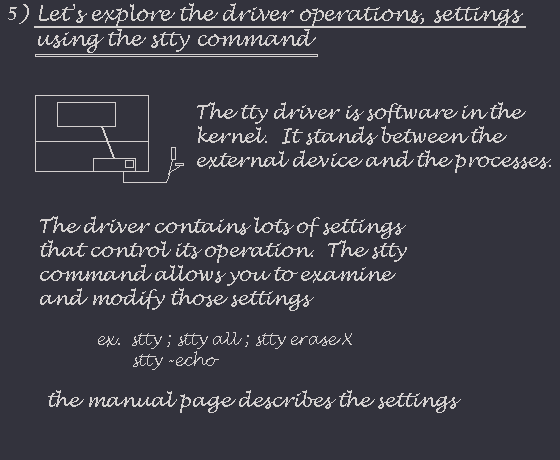 5) Let's explore the driver operations, settings
using the stty command
The tty driver is software in the
kernel. It stands between the
external device and the processes.
The driver contains lots of settings
that control its operation. The stty
command allows you to examine
and modify those settings
ex. stty ; stty all ; stty erase X
stty -echo
the manual page describes the settings